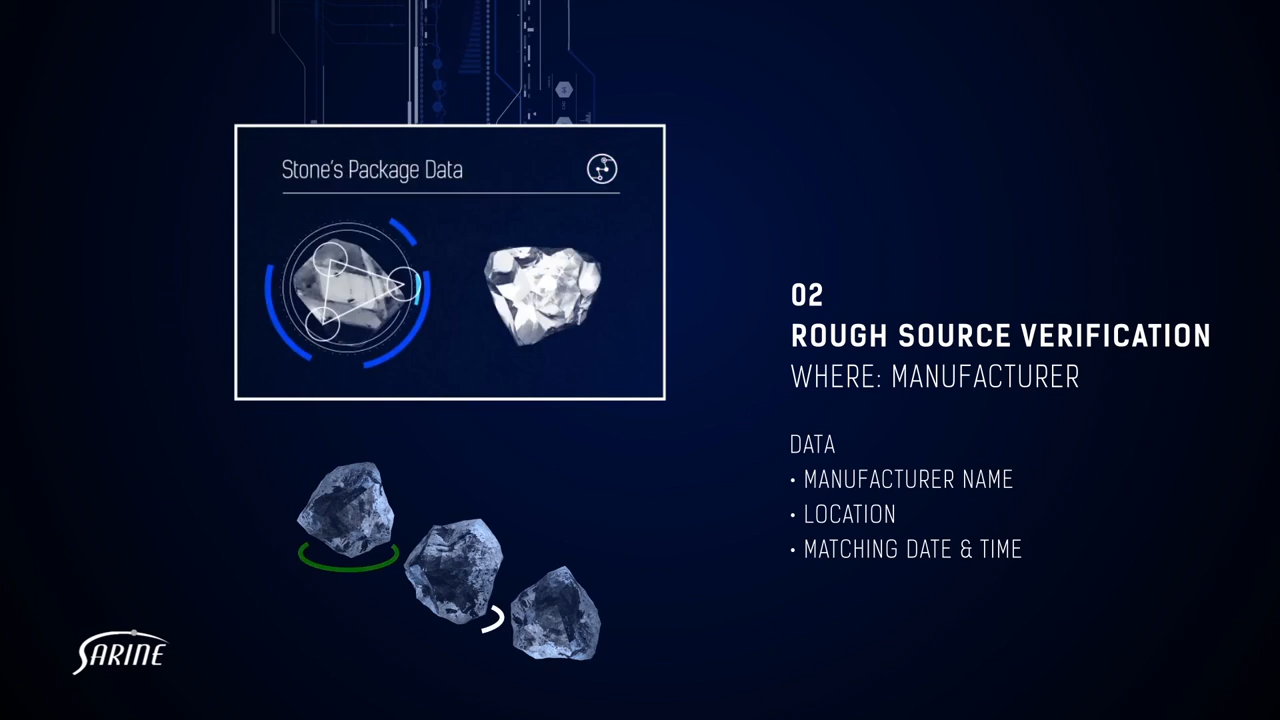 Stone's Package Data
02
ROUGH SOURCE VERIFICATION
WHERE: MANUFACTURER
DATA
• MANUFACTURER NAME
• LOCATION
• MATCHING DATE & TIME
SARINE